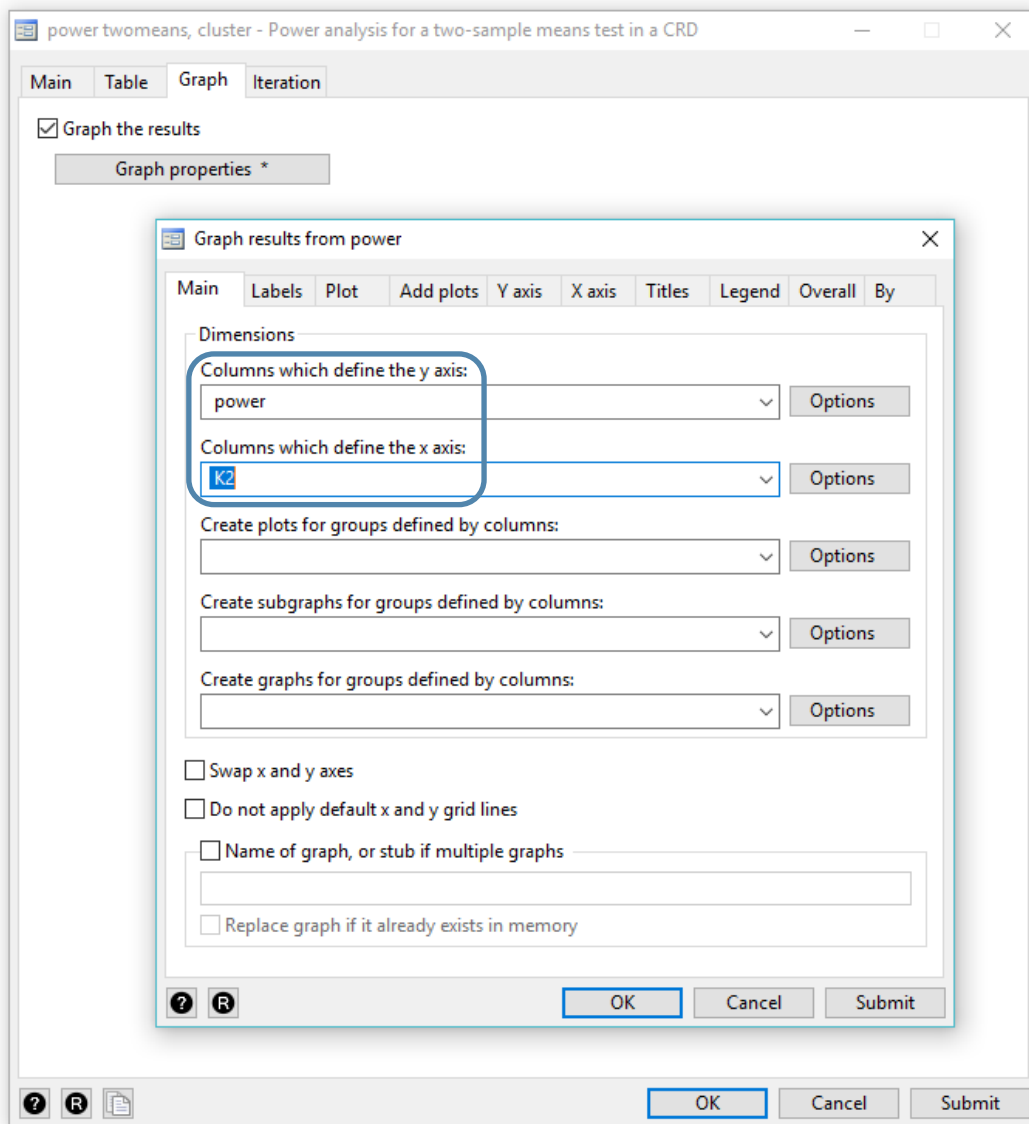 power twomeans, cluster - Power analysis for a two-sample means test in a CRD
Main Table Graph Iteration
Graph the results
Graph properties *
Graph results from power
Main Labels Plot Add plots Y axis X axis Titles Legend Overall By
Dimensions
Columns which define the y axis:
power Options
Columns which define the x axis:
K2 Options
Create plots for groups defined by columns:
Options
Create subgraphs for groups defined by columns:
Options
Create graphs for groups defined by columns:
Options
Swap x and y axes
Do not apply default x and y grid lines
Name of graph, or stub if multiple graphs
Replace graph if it already exists in memory
? R OK Cancel Submit
? R OK Cancel Submit